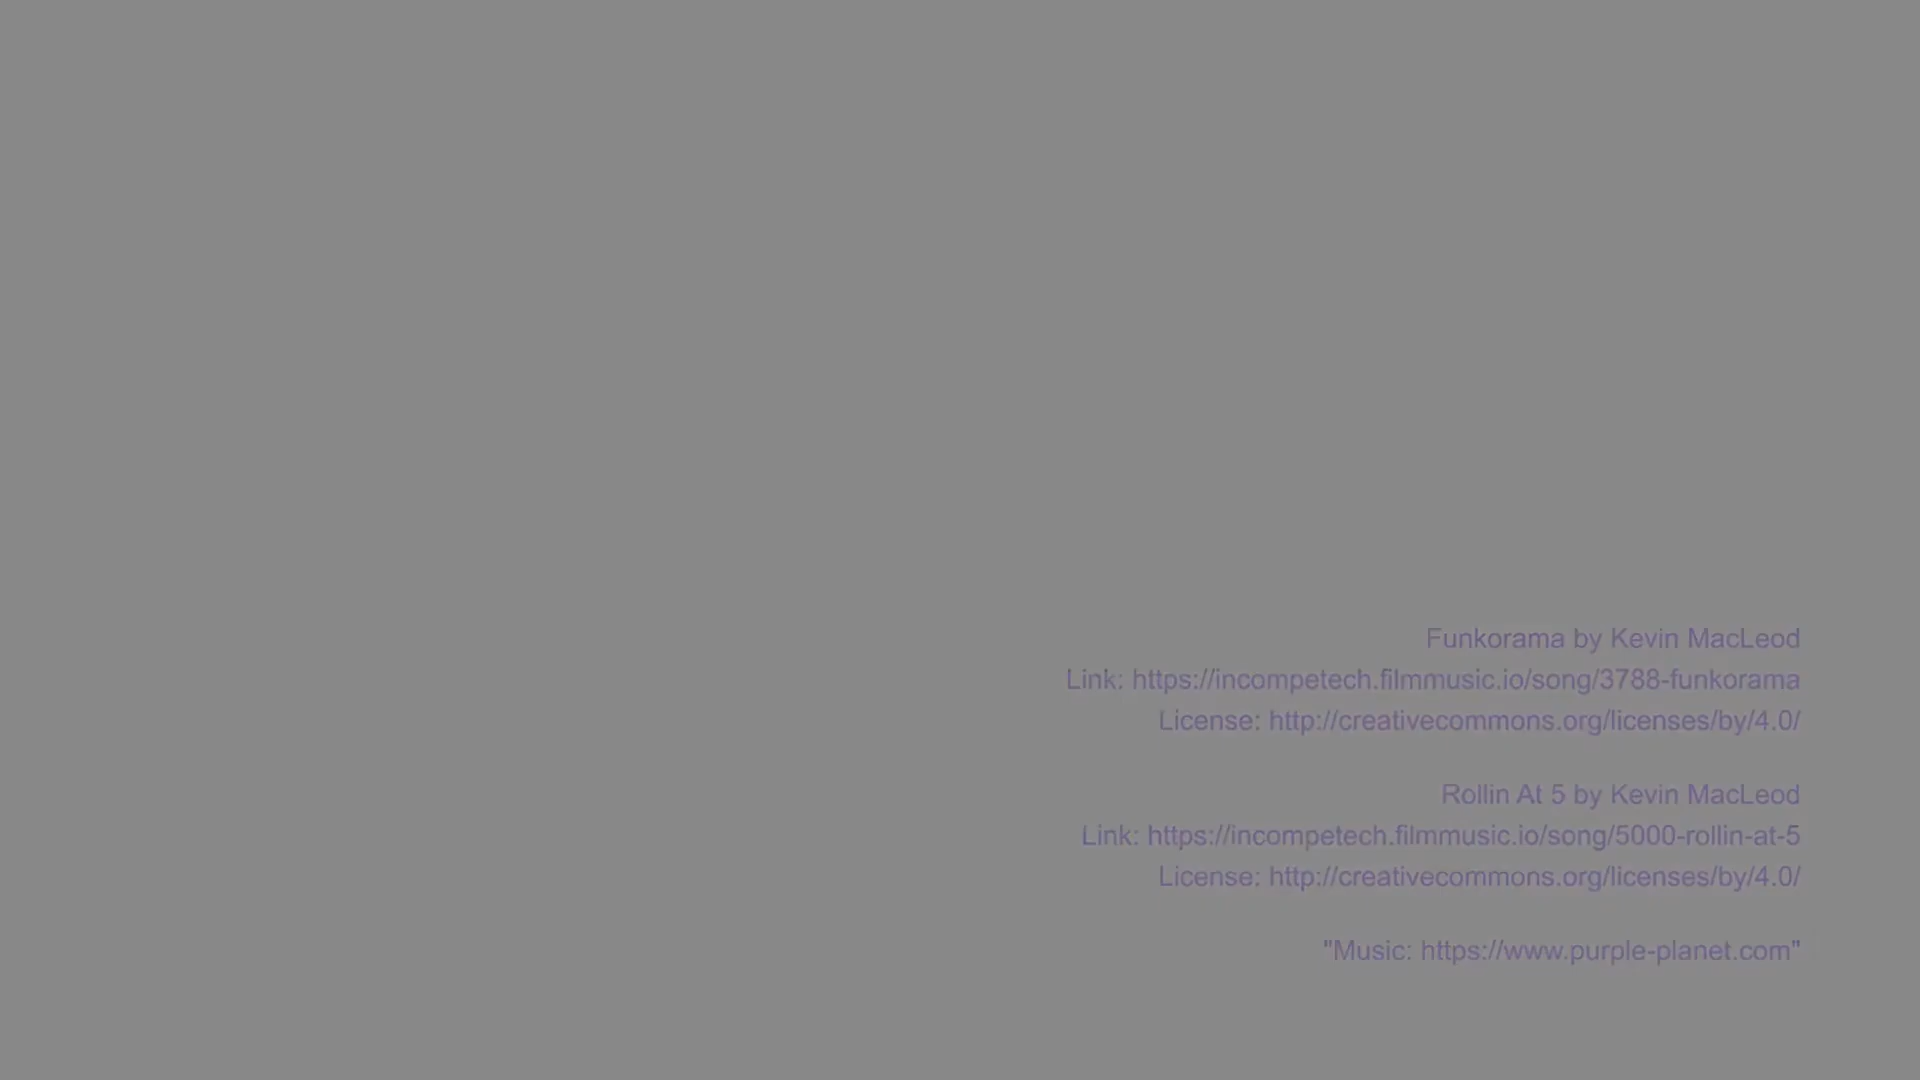 Funkorama by Kevin MacLeod
Link: https://incompetech.filmmusic.io/song/3788-funkorama
License: http://creativecommons.org/licenses/by/4.0/
Rollin At 5 by Kevin MacLeod
Link: https://incompetech.filmmusic.io/song/5000-rollin-at-5
License: http://creativecommons.org/licenses/by/4.0/
"Music: https://www.purple-planet.com"